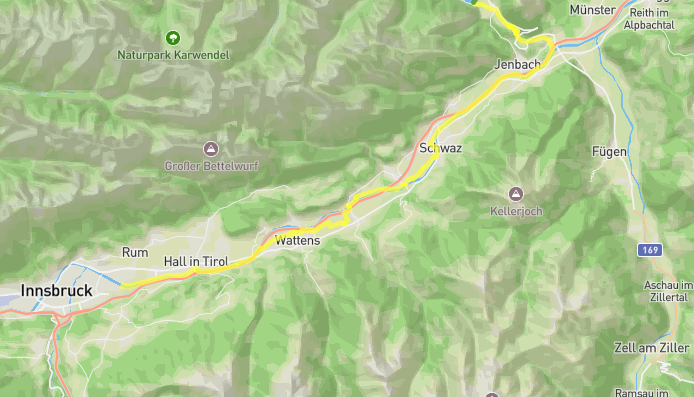 Münster
Reith im
Alpbachtal
Naturpark Karwendel
Jenbach
Schwaz
Fügen
Großer Bettelwurf
Kellerjoch
Wattens
169
Rum
Hall in Tirol
Innsbruck
Aschau im
Zillertal
Zell am Ziller
Ramsau im